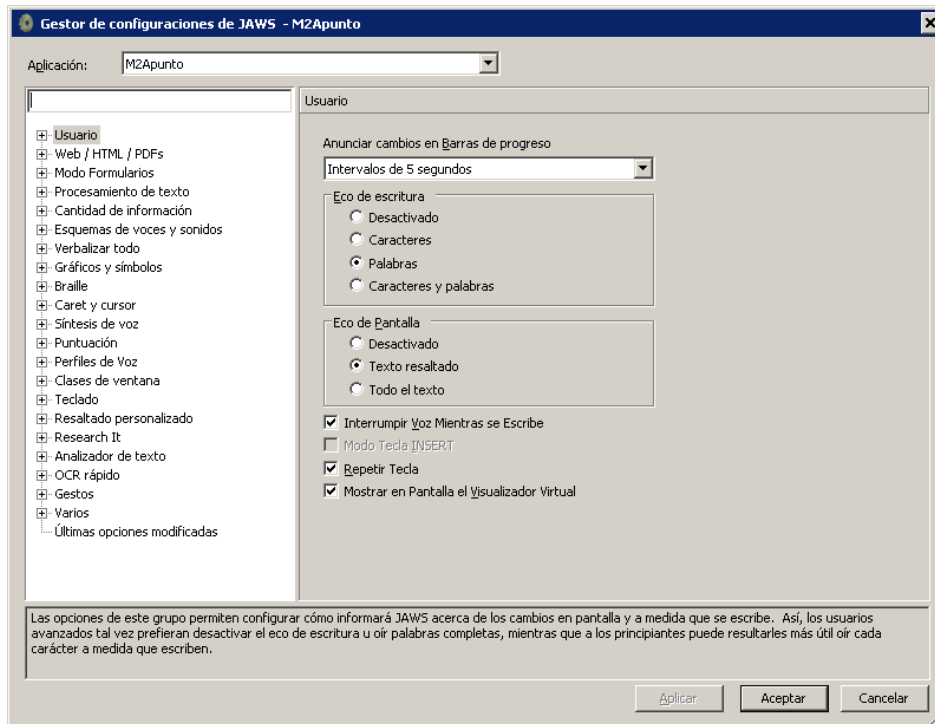 Gestor de configuraciones de JAWS - M2Apunto
Aplicación:
M2Apunto
Usuario
Web / HTML / PDFs
Modo Formularios
Procesamiento de texto
Cantidad de información
Esquemas de voces y sonidos
Verbalizar todo
Gráficos y símbolos
Braille
Caret y cursor
Síntesis de voz
Puntuación
Perfiles de Voz
Clases de ventana
Teclado
Resaltado personalizado
Research It
Analizador de texto
OCR rápido
Gestos
Varios
Últimas opciones modificadas
Usuario
Anunciar cambios en Barras de progreso
Intervalos de 5 segundos
Eco de escritura
Desactivado
Caracteres
Palabras
Caracteres y palabras
Eco de Pantalla
Desactivado
Texto resaltado
Todo el texto
Interrumpir Voz Mientras se Escribe
Modo Tecla INSERT
Repetir Tecla
Mostrar en Pantalla el Visualizador Virtual
Las opciones de este grupo permiten configurar cómo informará JAWS acerca de los cambios en pantalla y a medida que se escribe. Así, los usuarios
avanzados tal vez prefieran desactivar el eco de escritura u oír palabras completas, mientras que a los principiantes puede resultarles más útil oír cada
carácter a medida que escriben.
Aplicar
Aceptar
Cancelar